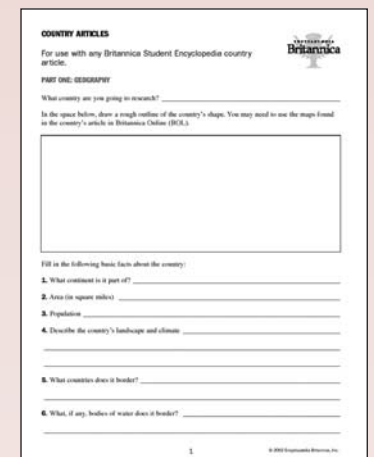 COUNTRY ARTICLES
ENCYCLOPÆDIA
Britannica
For use with any Britannica Student Encyclopedia country
article.
PART ONE: GEOGRAPHY
What country are you going to research?
In the space below, draw a rough outline of the country's shape. You may need to use the maps found
in the country's article in Britannica Online (BOL).
Fill in the following basic facts about the country:
1. What continent is it part of?
2. Area (in square miles)
3. Population
4. Describe the country's landscape and climate
5. What countries does it border?
6. What, if any, bodies of water does it border?
1
© 2002 Encyclopædia Britannica, Inc.